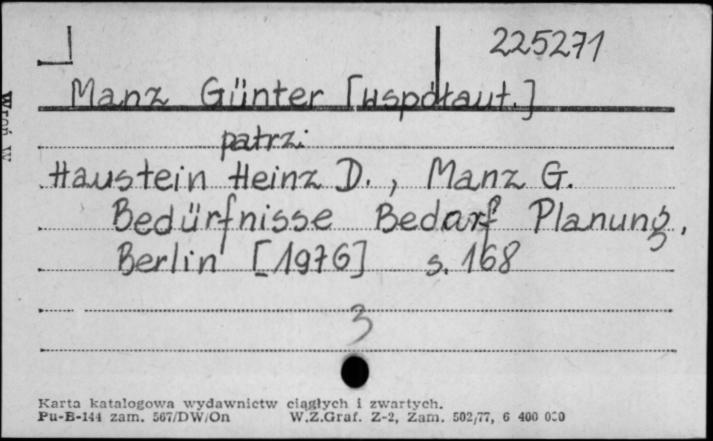 225271
Manz Günter [współaut.]
patrz:
Haustein Heinz D., Manz G.
Bedürfnisse Bedarf Planung,
Berlin [1976] s. 168
3
Karta katalogowa wydawnictw ciągłych i zwartych.
Pu-B-144 zam. 567/DW/On W.Z.Graf. Z-2, Zam. 502/77, 6 400 000